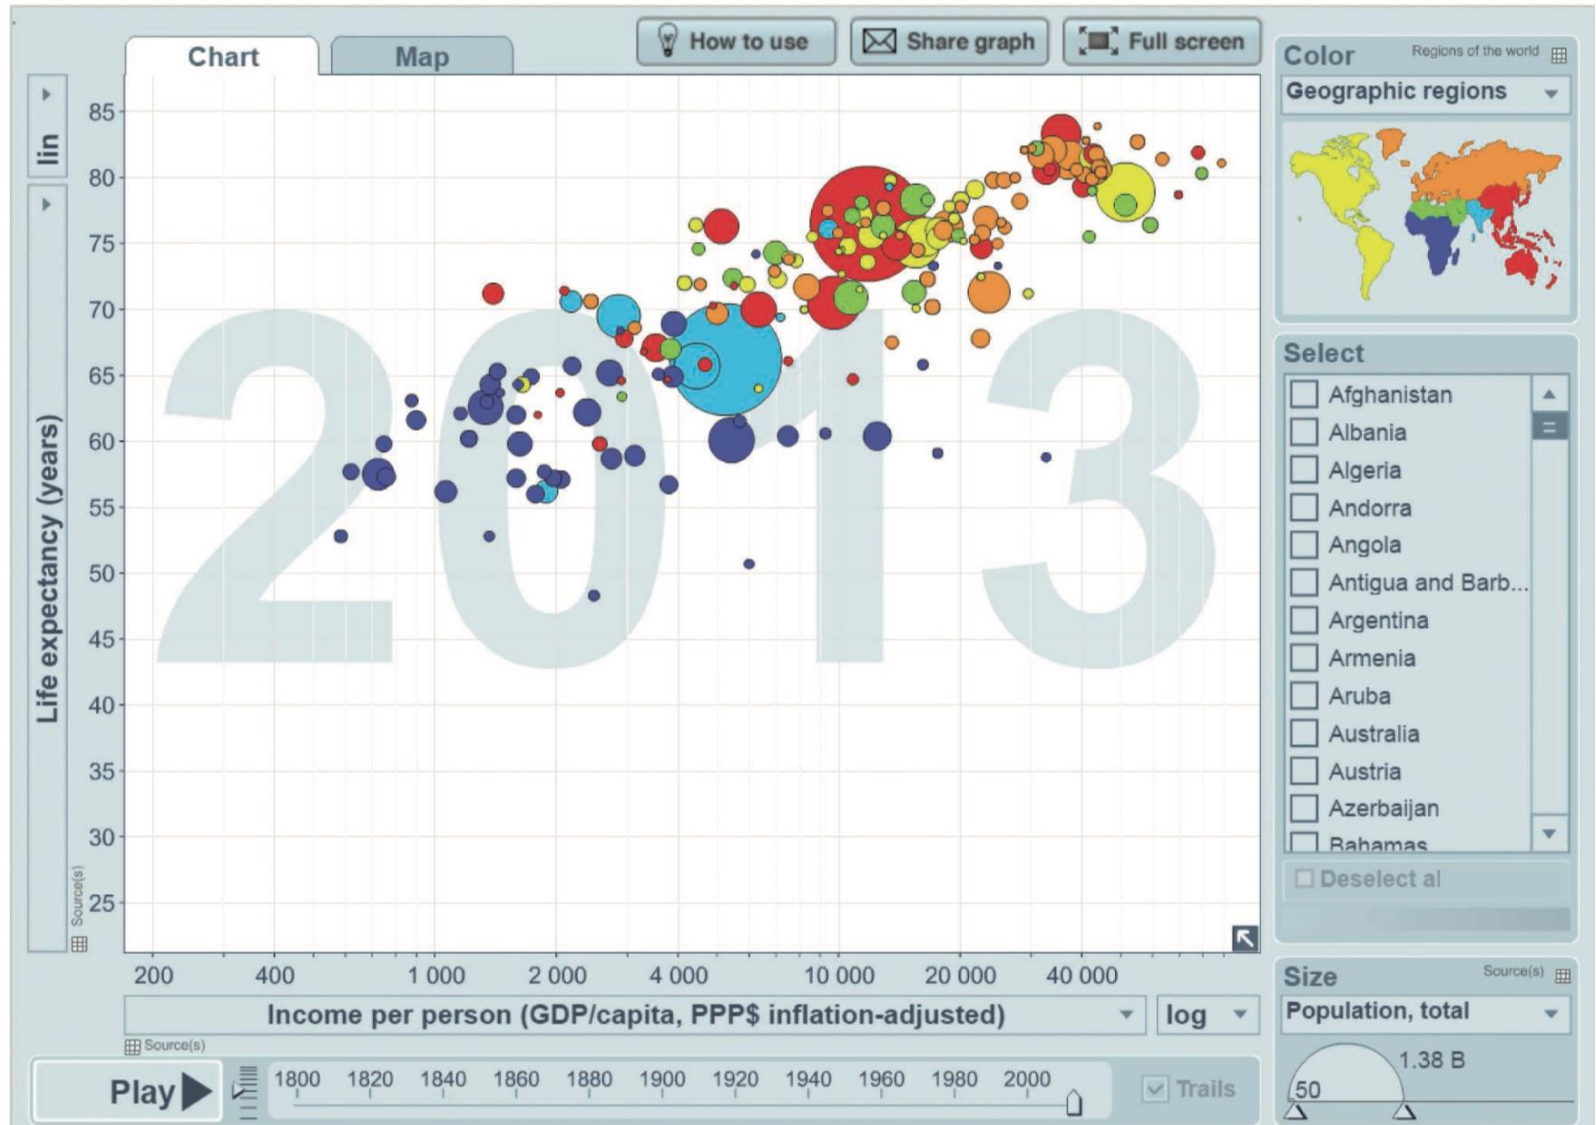 Chart
Map
How to use
Share graph
Full screen
Color
Regions of the world
Geographic regions
lin
Life expectancy (years)
Source(s)
85
80
75
70
65
60
55
50
45
40
35
30
25
2013
Select
Afghanistan
Albania
Algeria
Andorra
Angola
Antigua and Barb...
Argentina
Armenia
Aruba
Australia
Austria
Azerbaijan
Bahamas
Deselect al
200 400 1 000 2 000 4 000 10 000 20 000 40 000
Income per person (GDP/capita, PPP$ inflation-adjusted)
log
Source(s)
Size
Source(s)
Population, total
1.38 B
50
Play
1800 1820 1840 1860 1880 1900 1920 1940 1960 1980 2000
Trails